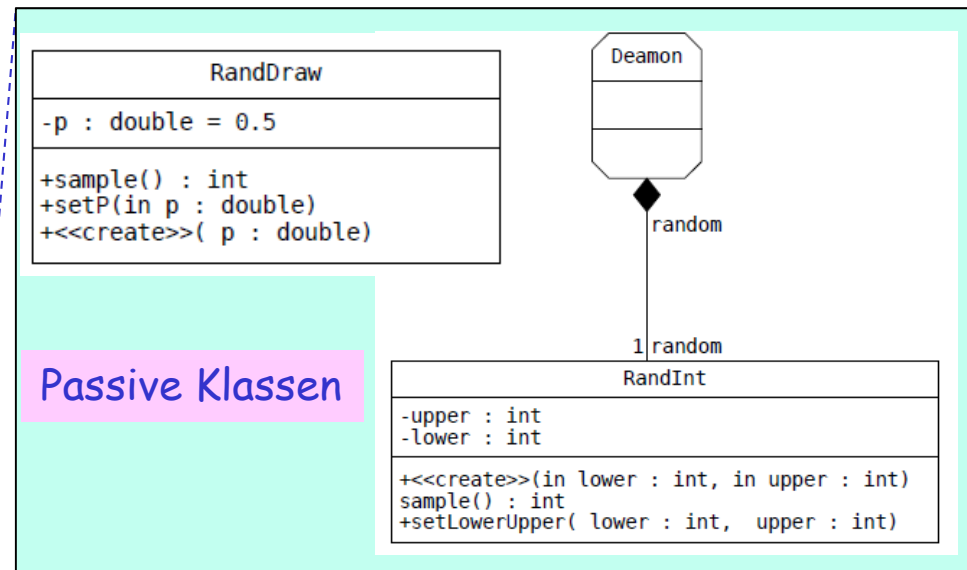 RandDraw
-p : double = 0.5
+sample() : int
+setP(in p : double)
+<<create>>( p : double)
Deamon
random
1 random
RandInt
-upper : int
-lower : int
+<<create>>(in lower : int, in upper : int)
sample() : int
+setLowerUpper( lower : int,  upper : int)
Passive Klassen